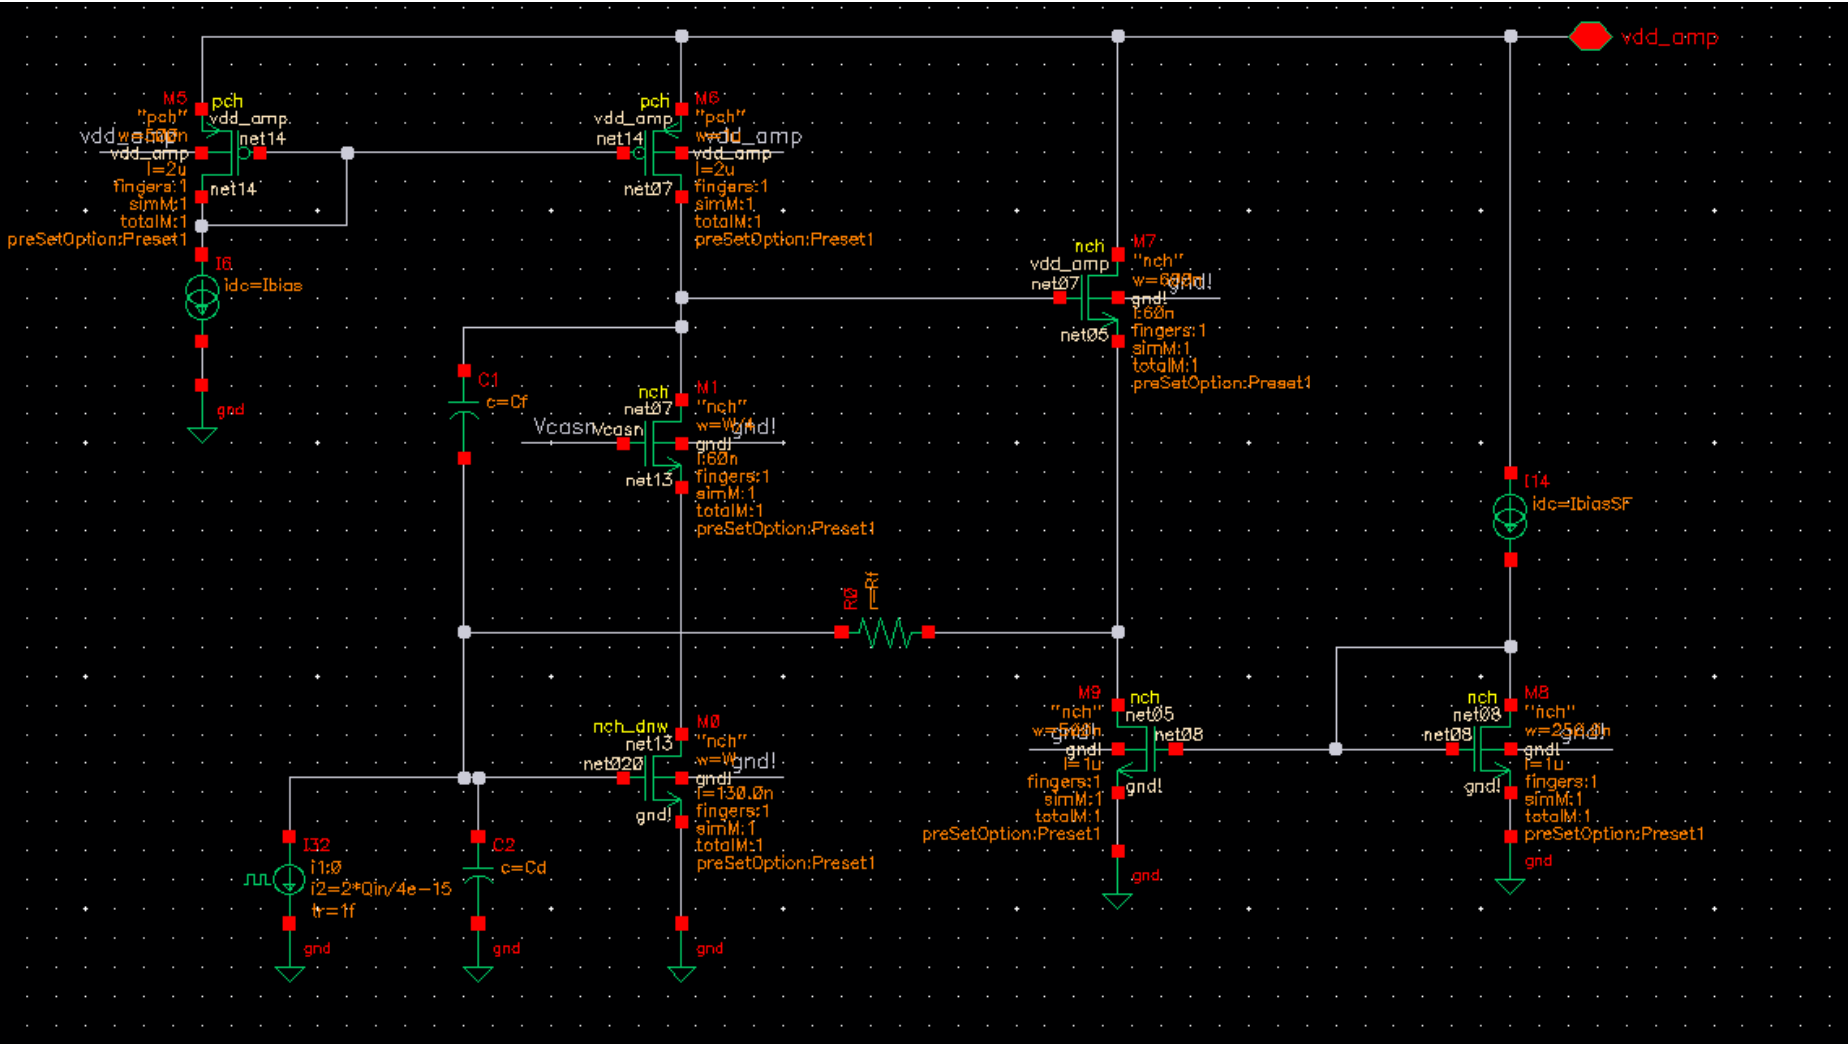 vdd_amp
M5
pch
"pch"
vdd_amp
net14
vdd_amp
l=2u
fingers:1
net14
simM:1
totalM:1
preSetOption:Preset1
I6
idc=Ibias
gnd
pch
M6
vdd_amp
"pch"
net14
vdd_amp
vdd_amp
l=2u
net07
fingers:1
simM:1
totalM:1
preSetOption:Preset1
nch
M7
vdd_amp
"nch"
net07
gnd!
gnd!
l:60n
net05
fingers:1
simM:1
totalM:1
preSetOption:Preset1
C1
c=Cf
nch
M1
net07
"nch"
Vcasn
Vcasn
gnd!
gnd!
l:60n
net13
fingers:1
simM:1
totalM:1
preSetOption:Preset1
I14
idc=IbiasSF
R0
M9
nch
"nch"
net05
gnd!
net08
gnd!
l=1u
gnd!
fingers:1
simM:1
totalM:1
preSetOption:Preset1
gnd
nch
M8
net08
"nch"
net08
gnd!
gnd!
l=1u
gnd!
fingers:1
simM:1
totalM:1
preSetOption:Preset1
gnd
nch_dnw
M0
net13
"nch"
w=W
gnd!
net020
gnd!
l=130.0n
gnd!
fingers:1
simM:1
totalM:1
preSetOption:Preset1
gnd
I32
i1:0
i2=2*Qin/4e-15
tr=1f
gnd
C2
c=Cd
gnd